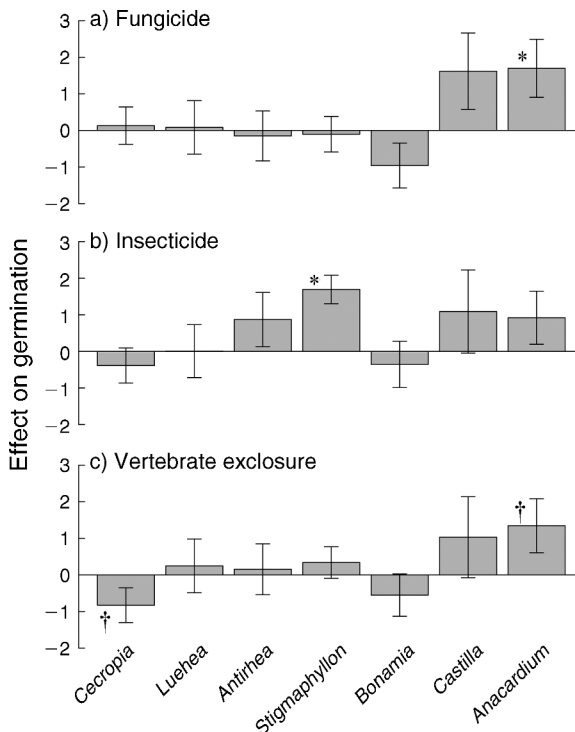 a) Fungicide
3
2
1
0
−1
−2
*
b) Insecticide
3
2
1
0
−1
−2
*
c) Vertebrate exclosure
3
2
1
0
−1
−2
†
†
Effect on germination
Cecropia
Luehea
Antirhea
Stigmaphyllon
Bonamia
Castilla
Anacardium